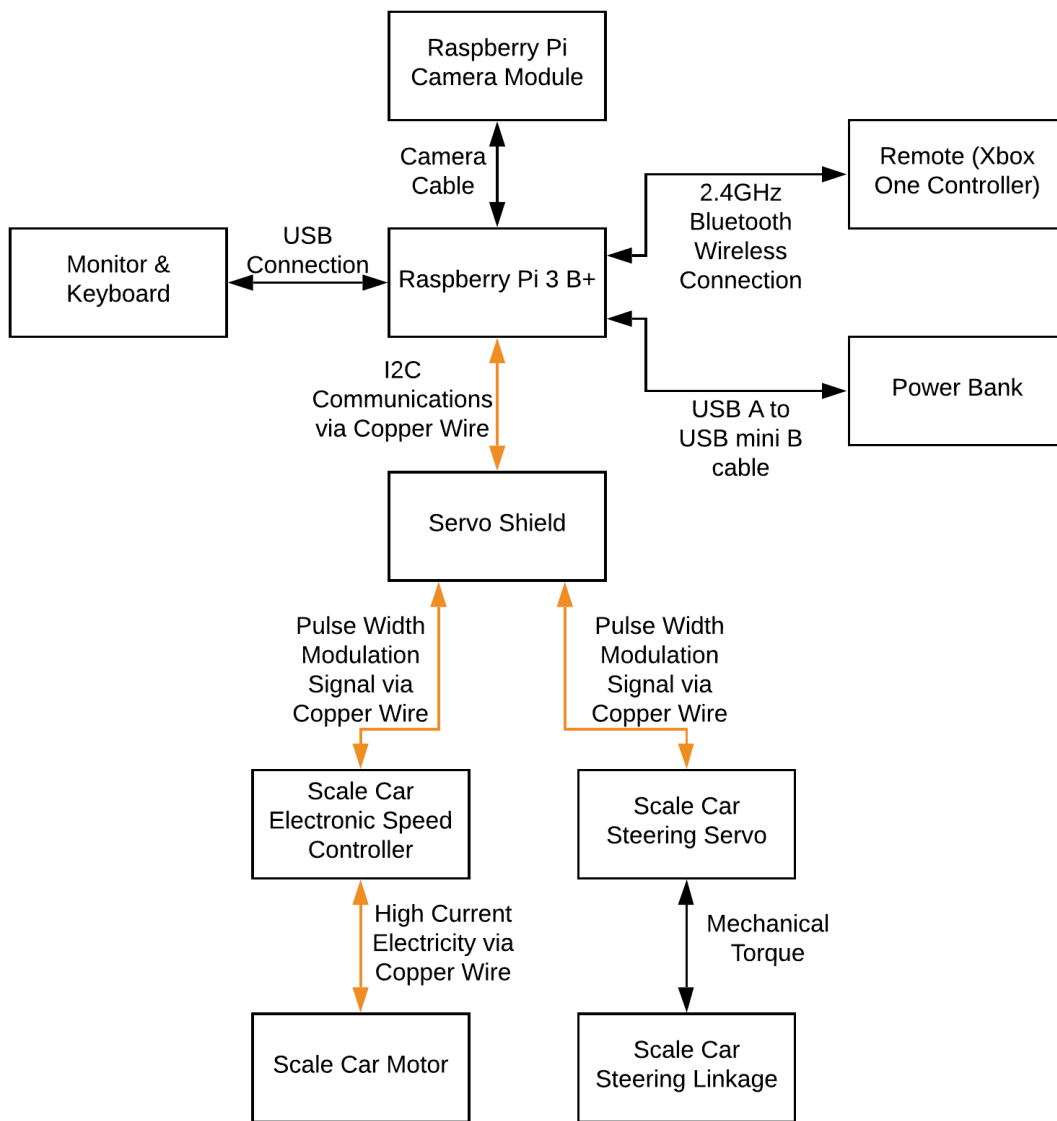 Raspberry Pi
Camera Module
Camera
Cable
Remote (Xbox
One Controller)
2.4GHz
Bluetooth
Wireless
Connection
USB
Connection
Monitor &
Keyboard
Raspberry Pi 3 B+
I2C
Communications
via Copper Wire
Power Bank
USB A to
USB mini B
cable
Servo Shield
Pulse Width
Modulation
Signal via
Copper Wire
Pulse Width
Modulation
Signal via
Copper Wire
Scale Car
Electronic Speed
Controller
Scale Car
Steering Servo
High Current
Electricity via
Copper Wire
Mechanical
Torque
Scale Car Motor
Scale Car
Steering Linkage